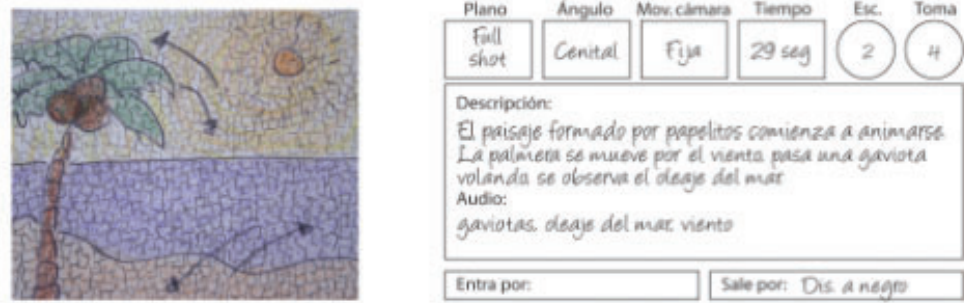 Plano Ángulo Mov. cámara Tiempo Esc. Toma
Full shot Cenital Fija 29 seg 2 4
Descripción:
El paisaje formado por papelitos comienza a animarse.
La palmera se mueve por el viento, pasa una gaviota
volando, se observa el oleaje del mar
Audio:
gaviotas, oleaje del mar, viento
Entra por: Sale por: Dis. a negro